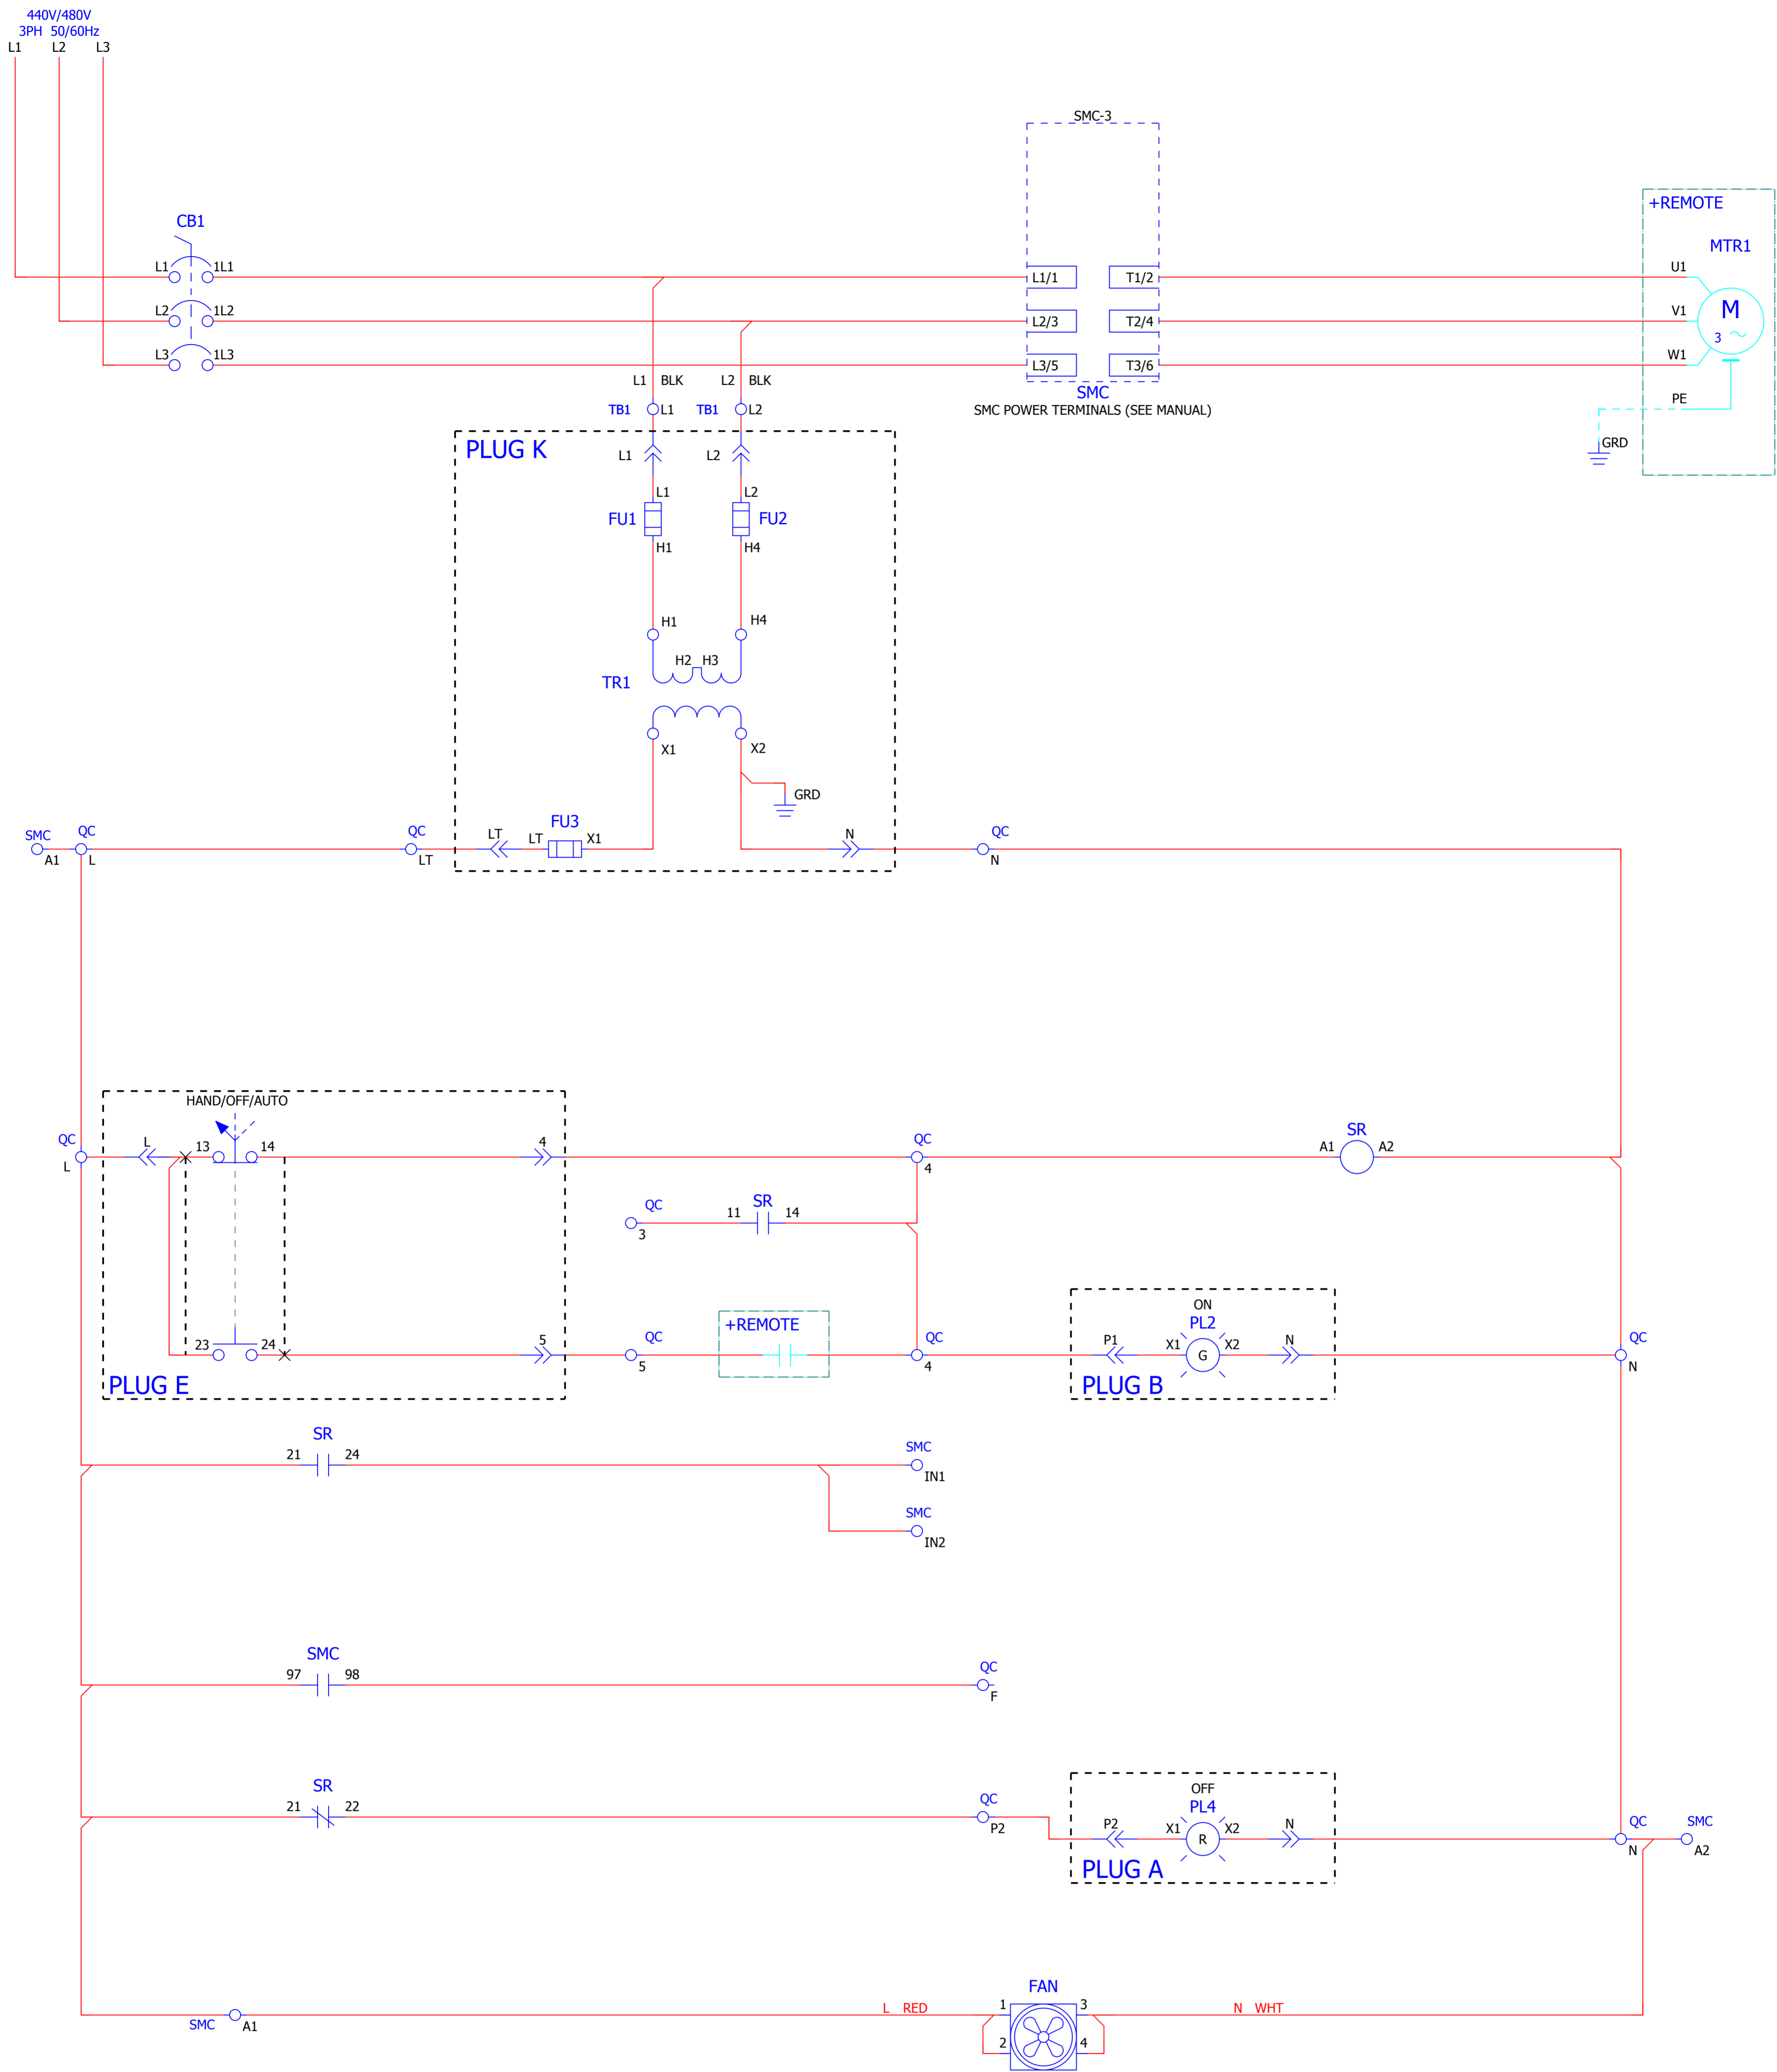 440V/480V
3PH 50/60Hz
L1 L2 L3
SMC-3
+REMOTE
CB1
MTR1
L1 1L1
L1/1 T1/2
U1
L2 1L2
L2/3 T2/4
V1
M
3
L3 1L3
L3/5 T3/6
W1
L1 BLK L2 BLK
SMC
SMC POWER TERMINALS (SEE MANUAL)
PE
TB1 L1 TB1 L2
GRD
PLUG K
L1 L2
L1 L2
FU1 FU2
H1 H4
H1 H4
H2 H3
TR1
X1 X2
GRD
FU3
SMC QC QC
LT LT X1 N
QC
A1 L LT N
HAND/OFF/AUTO
QC L 13 14 4 QC
SR
A1 A2
L 4
QC SR
11 14
3
ON
+REMOTE
PL2
23 24 5 QC QC
P1 X1 X2 N
QC
G
5 4 N
PLUG E
PLUG B
SR
21 24
SMC
IN1
SMC
IN2
SMC
97 98
QC
F
SR
21 22
OFF
QC
PL4
P2
P2 X1 X2 N
QC SMC
R
N A2
PLUG A
FAN
L RED 1 3 N WHT
SMC A1
2 4